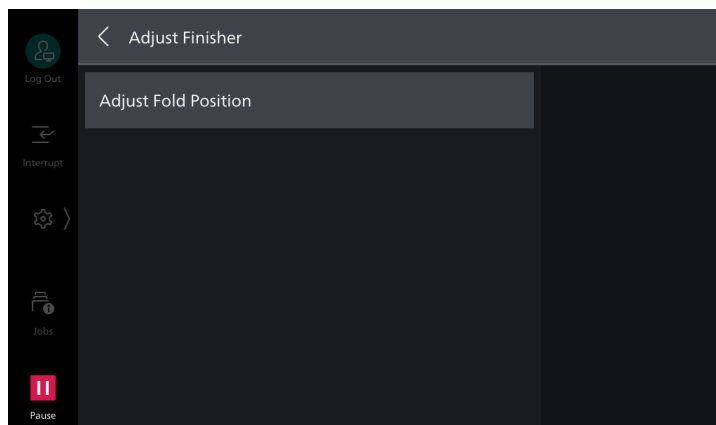 Adjust Finisher
Log Out
Adjust Fold Position
Interrupt
Jobs
Pause